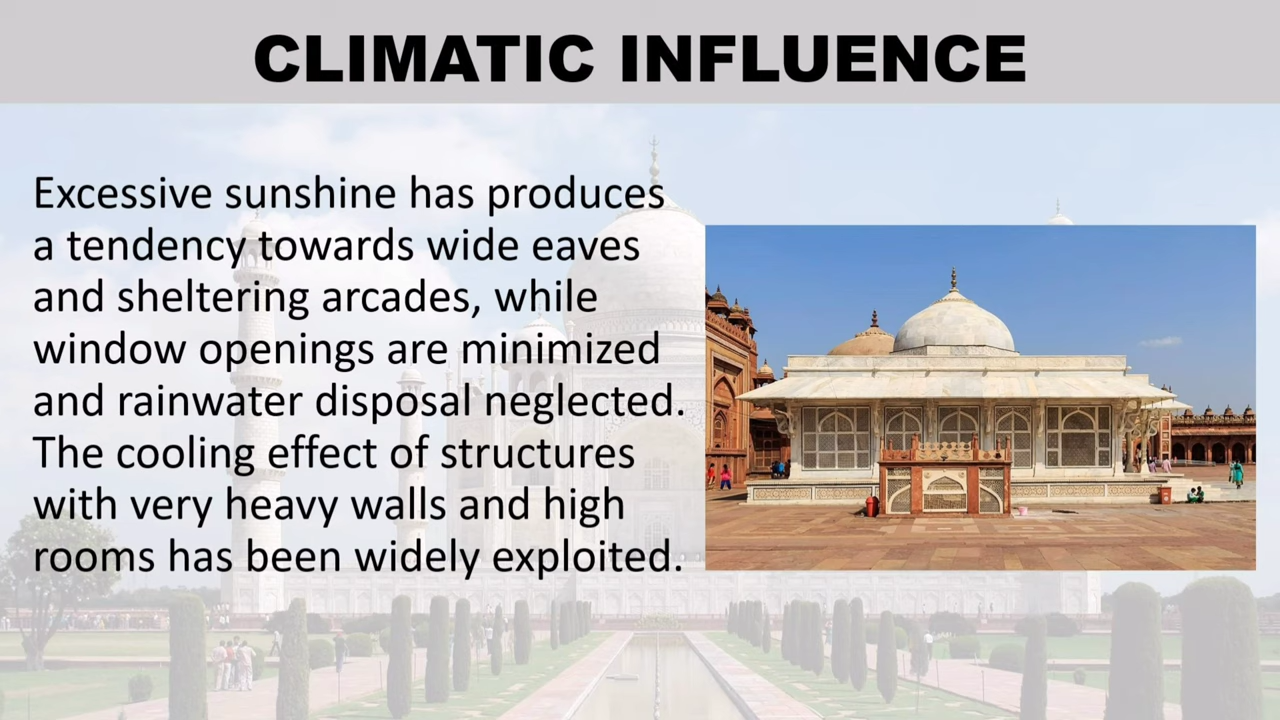 CLIMATIC INFLUENCE
Excessive sunshine has produces
a tendency towards wide eaves
and sheltering arcades, while
window openings are minimized
and rainwater disposal neglected.
The cooling effect of structures
with very heavy walls and high
rooms has been widely exploited.